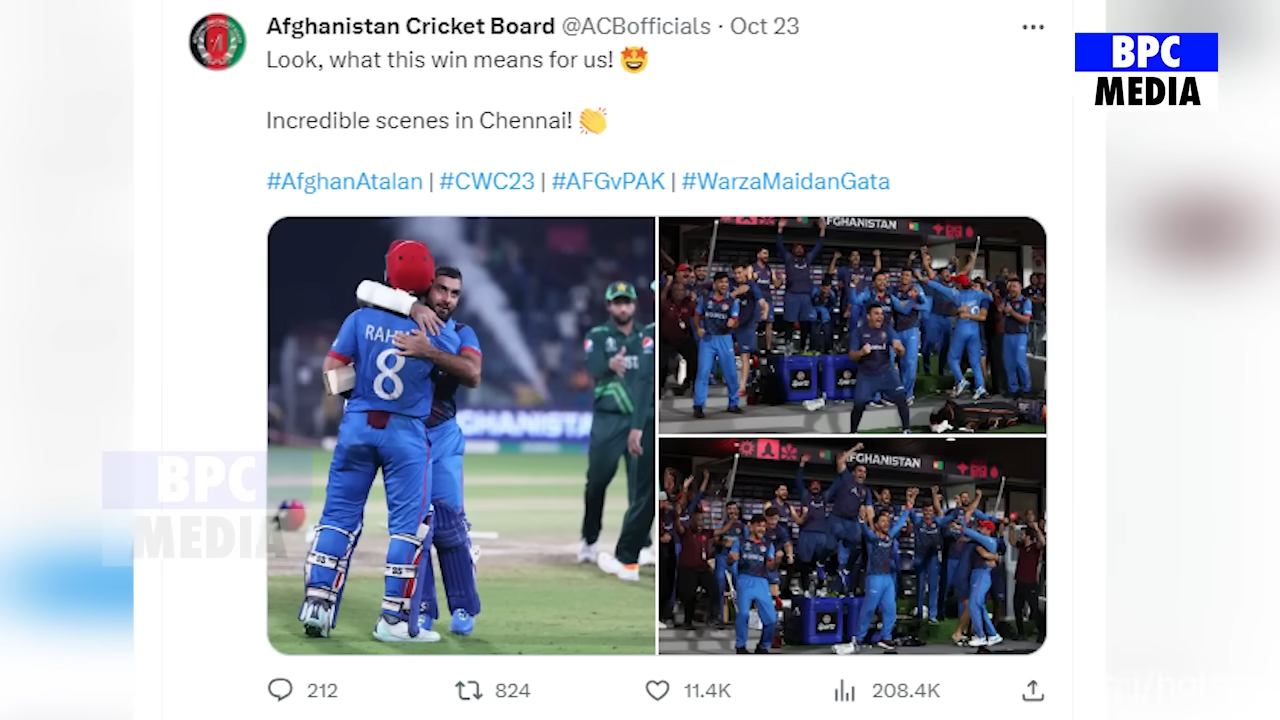 Afghanistan Cricket Board @ACBofficials · Oct 23
Look, what this win means for us! 🤩
Incredible scenes in Chennai! 👏
#AfghanAtalan | #CWC23 | #AFGvPAK | #WarzaMaidanGata
BPC
MEDIA
RAH
8
GHANISTAN
AFGHANISTAN
AFGHANISTAN
BPC
MEDIA
212
824
11.4K
208.4K